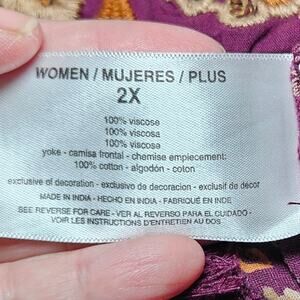 WOMEN / MUJERES / PLUS
2X
100% viscose
100% viscosa
100% viscose
yoke - camisa frontal - chemise empiecement:
100% cotton - algodón - coton
exclusive of decoration - exclusivo de decoracion - exclusif de décor
MADE IN INDIA - HECHO EN INDIA - FABRIQUÉ EN INDE
SEE REVERSE FOR CARE - VER AL REVERSO PARA EL CUIDADO -
VOIR LES INSTRUCTIONS D'ENTRETIEN AU DOS